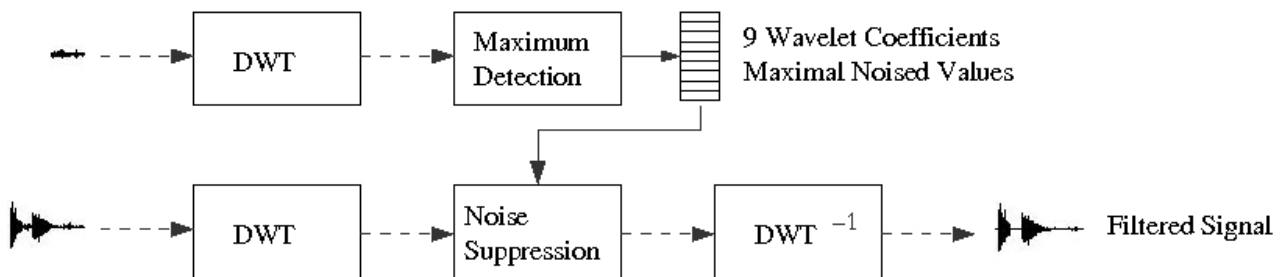 DWT
Maximum
Detection
9 Wavelet Coefficients
Maximal Noised Values
DWT
Noise
Suppression
DWT −1
Filtered Signal